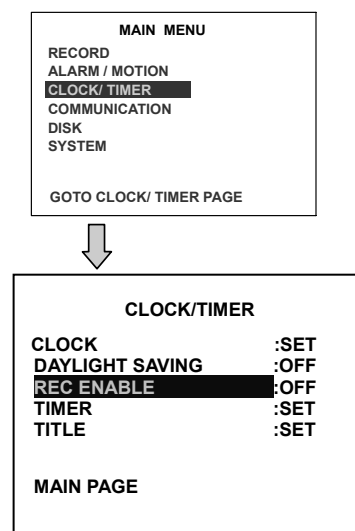 MAIN MENU
RECORD
ALARM / MOTION
CLOCK/ TIMER
COMMUNICATION
DISK
SYSTEM
GOTO CLOCK/ TIMER PAGE
CLOCK/TIMER
CLOCK :SET
DAYLIGHT SAVING :OFF
REC ENABLE :OFF
TIMER :SET
TITLE :SET
MAIN PAGE